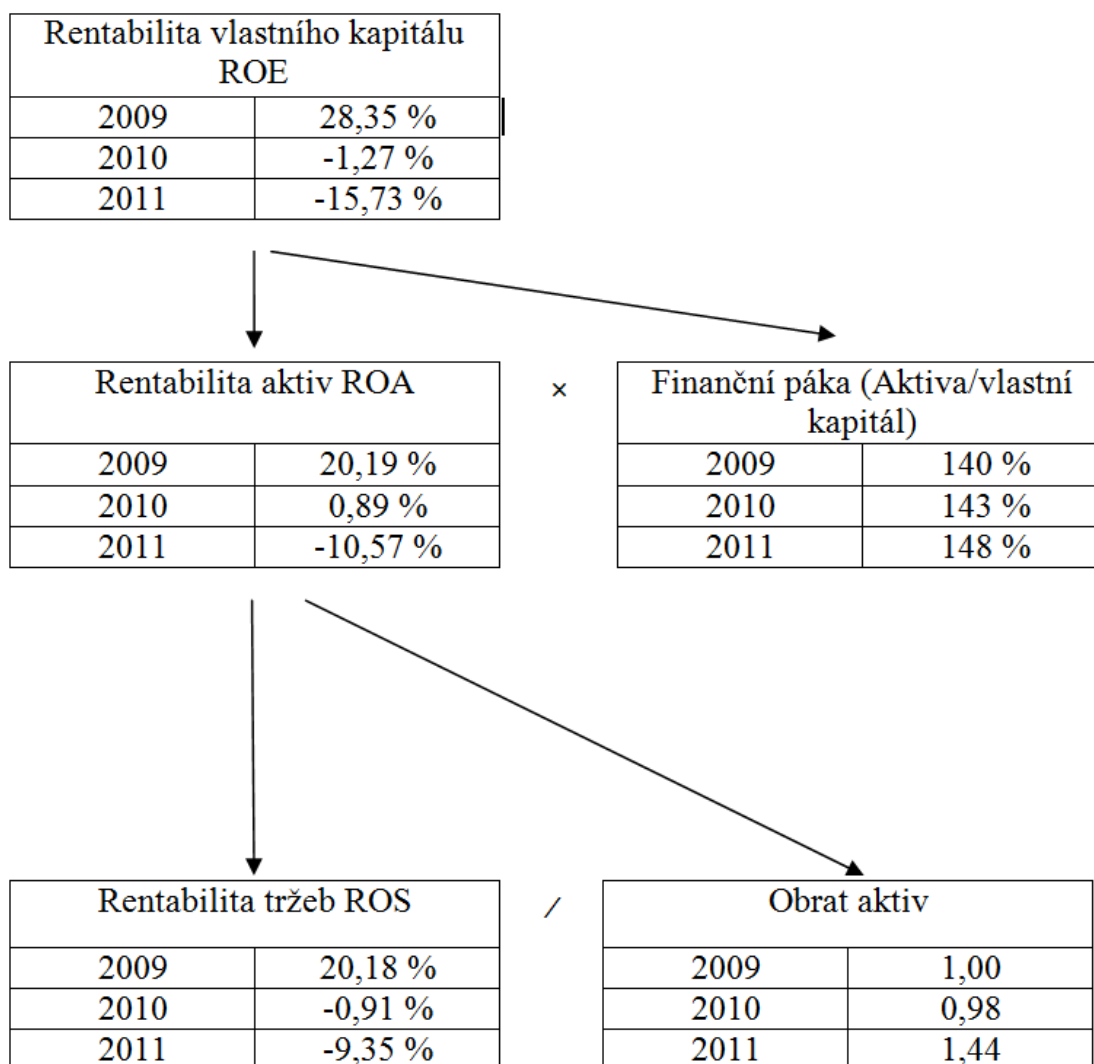 Rentabilita vlastního kapitálu
ROE
2009 28,35 %
2010 -1,27 %
2011 -15,73 %
Rentabilita aktiv ROA × Finanční páka (Aktiva/vlastní
kapitál)
2009 20,19 % 2009 140 %
2010 0,89 % 2010 143 %
2011 -10,57 % 2011 148 %
Rentabilita tržeb ROS / Obrat aktiv
2009 20,18 % 2009 1,00
2010 -0,91 % 2010 0,98
2011 -9,35 % 2011 1,44